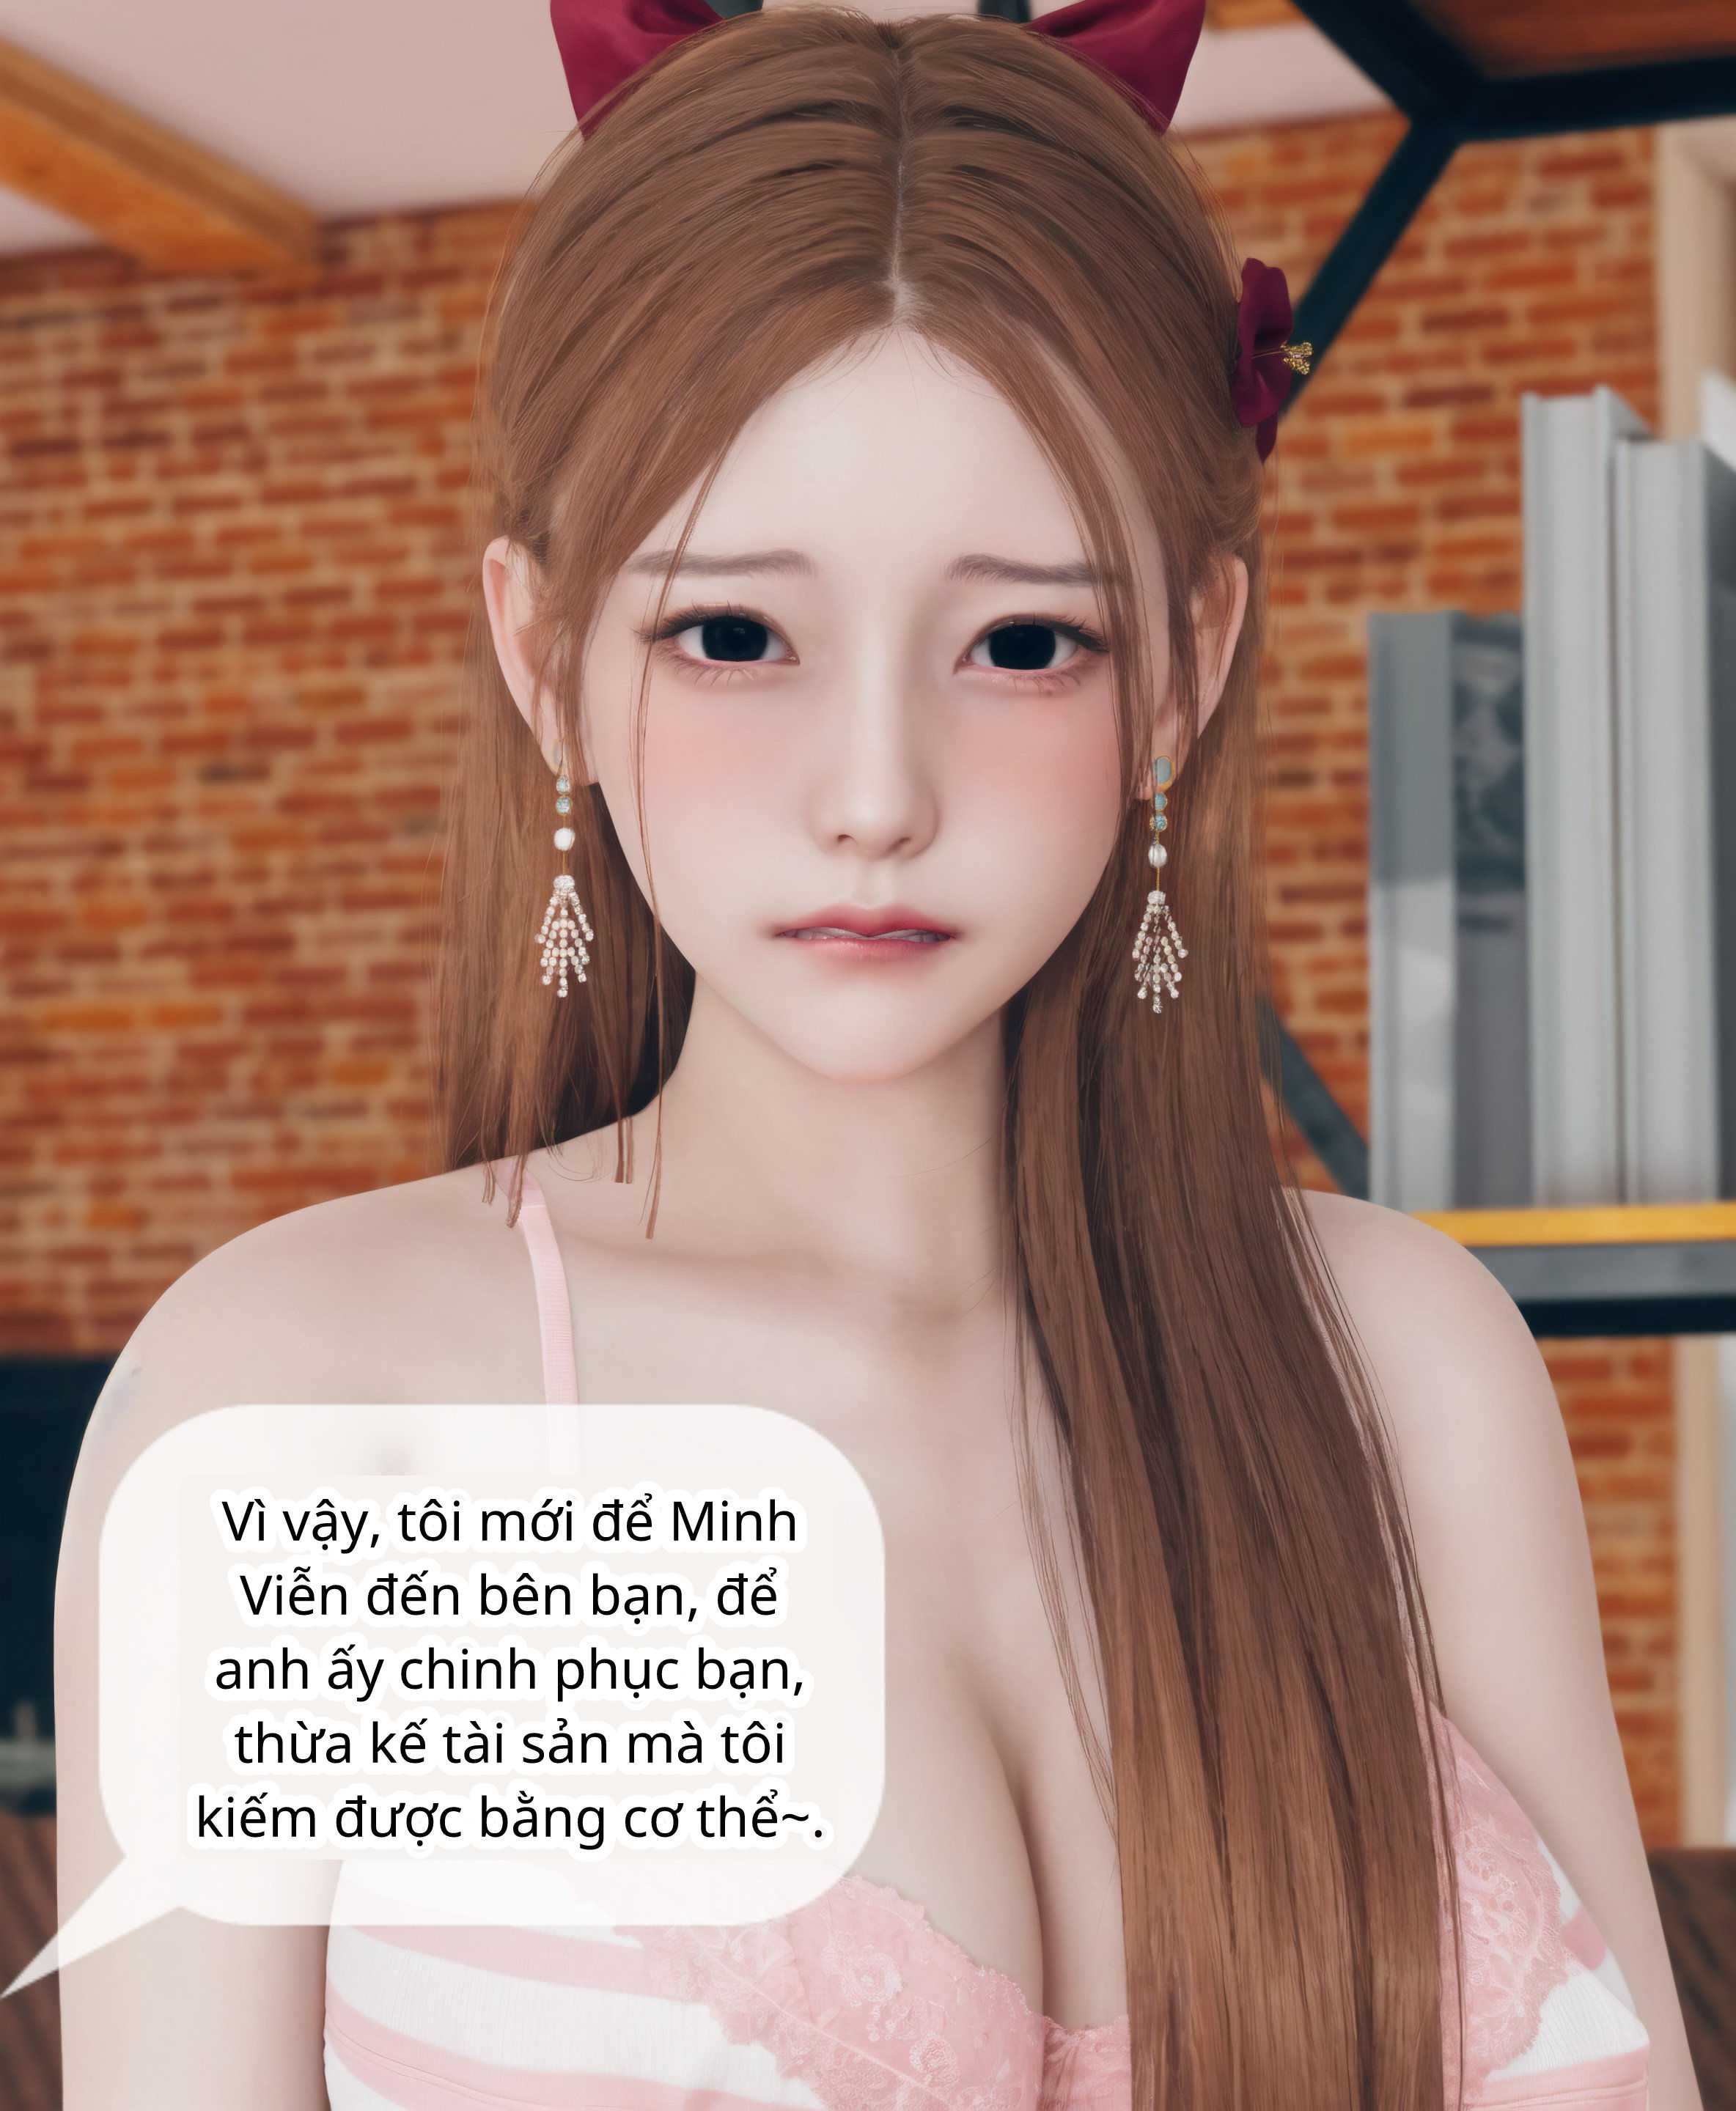 Vì vậy, tôi mới để Minh
Viễn đến bên bạn, để
anh ấy chinh phục bạn,
thừa kế tài sản mà tôi
kiếm được bằng cơ thể~.